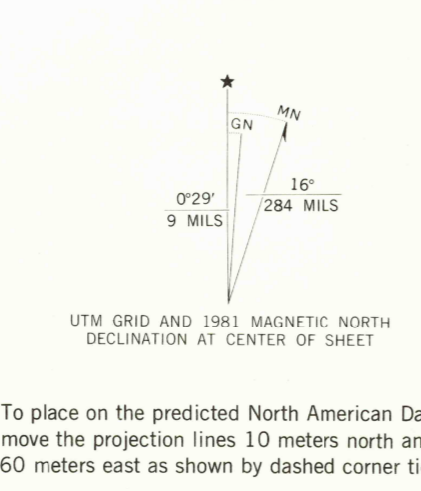 ★
MN
GN
16°
0°29′
284 MILS
9 MILS
UTM GRID AND 1981 MAGNETIC NORTH
DECLINATION AT CENTER OF SHEET
To place on the predicted North American Da
move the projection lines 10 meters north an
60 meters east as shown by dashed corner ti